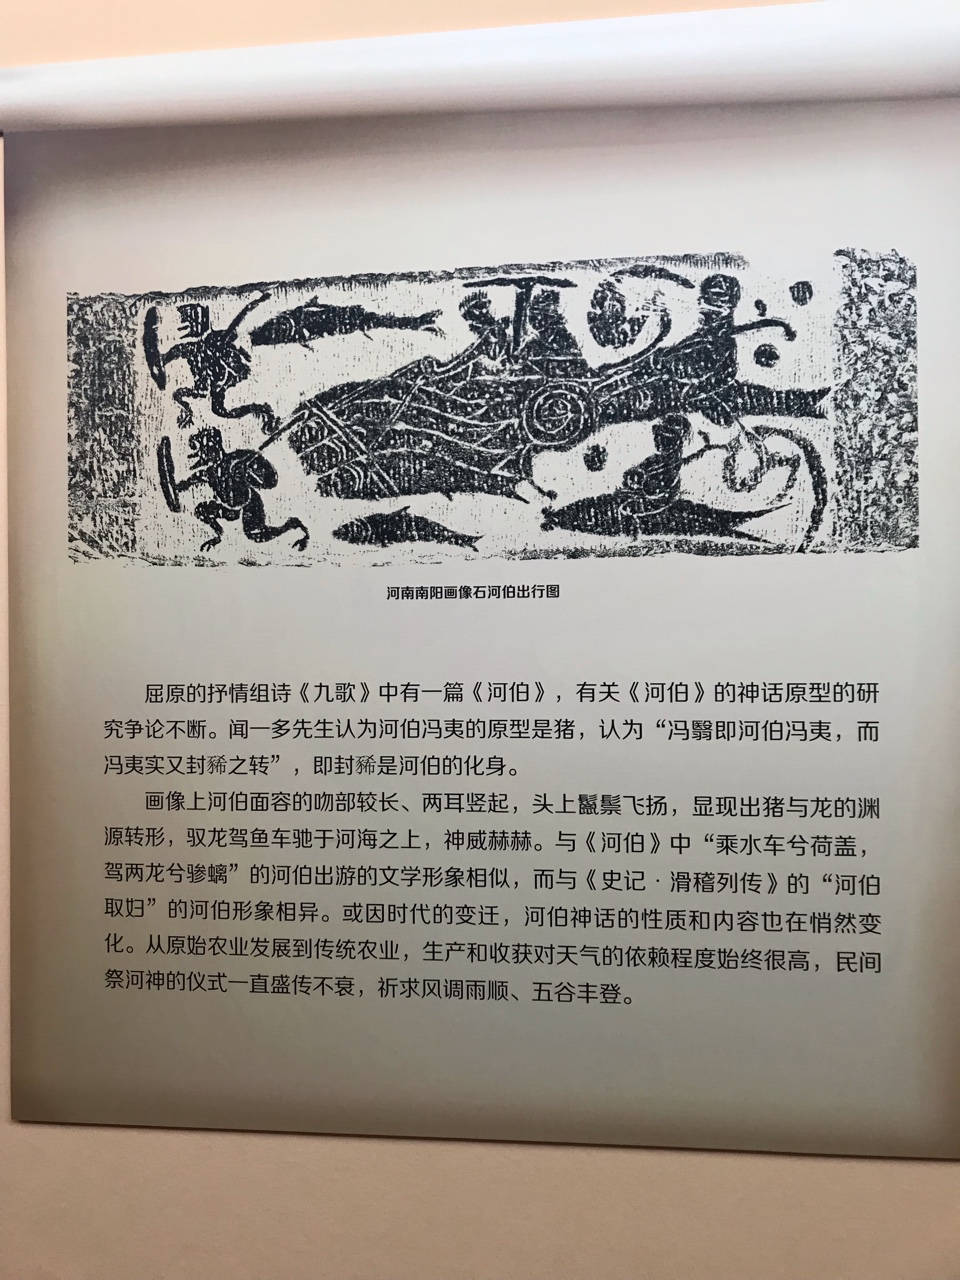 河南南阳画像石河伯出行图
屈原的抒情组诗《九歌》中有一篇《河伯》，有关《河伯》的神话原型的研
究争论不断。闻一多先生认为河伯冯夷的原型是猪，认为“冯翳即河伯冯夷，而
冯夷实又封豨之转”，即封豨是河伯的化身。
画像上河伯面容的吻部较长、两耳竖起，头上鬣鬃飞扬，显现出猪与龙的渊
源转形，驭龙驾鱼车驰于河海之上，神威赫赫。与《河伯》中“乘水车兮荷盖，
驾两龙兮骖螭”的河伯出游的文学形象相似，而与《史记·滑稽列传》的“河伯
取妇”的河伯形象相异。或因时代的变迁，河伯神话的性质和内容也在悄然变
化。从原始农业发展到传统农业，生产和收获对天气的依赖程度始终很高，民间
祭河神的仪式一直盛传不衰，祈求风调雨顺、五谷丰登。